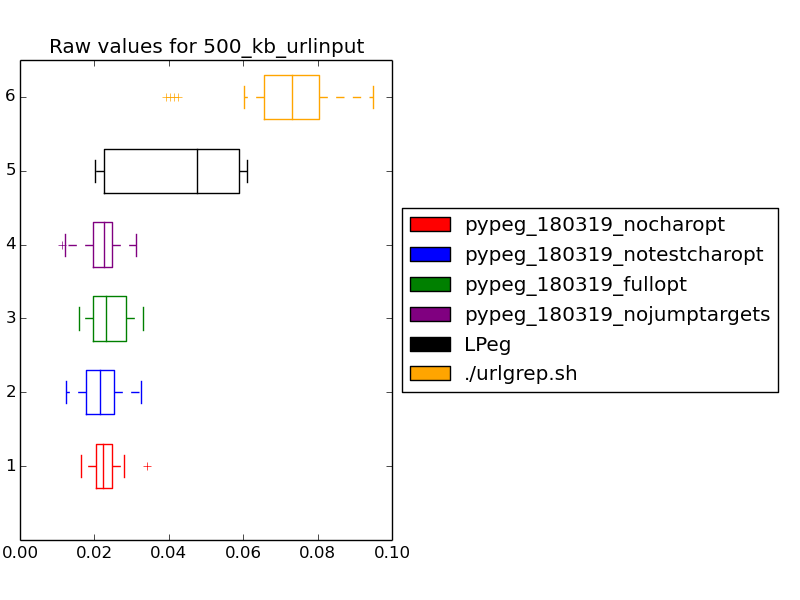 Raw values for 500_kb_urlinput
6
5
4
3
2
1
0.00 0.02 0.04 0.06 0.08 0.10
pypeg_180319_nocharopt
pypeg_180319_notestcharopt
pypeg_180319_fullopt
pypeg_180319_nojumptargets
LPeg
./urlgrep.sh